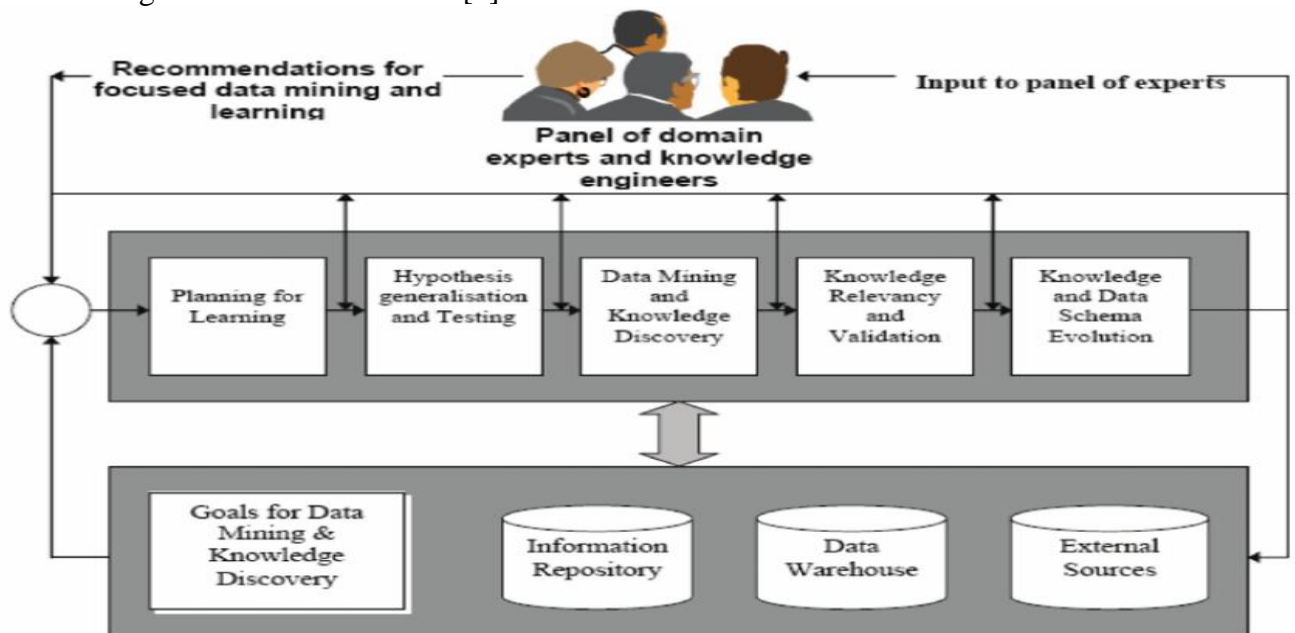 Recommendations for
focused data mining and
learning
Input to panel of experts
Panel of domain
experts and knowledge
engineers
Planning for
Learning
Hypothesis
generalisation
and Testing
Data Mining
and
Knowledge
Discovery
Knowledge
Relevancy
and
Validation
Knowledge
and Data
Schema
Evolution
Goals for Data
Mining &
Knowledge
Discovery
Information
Repository
Data
Warehouse
External
Sources